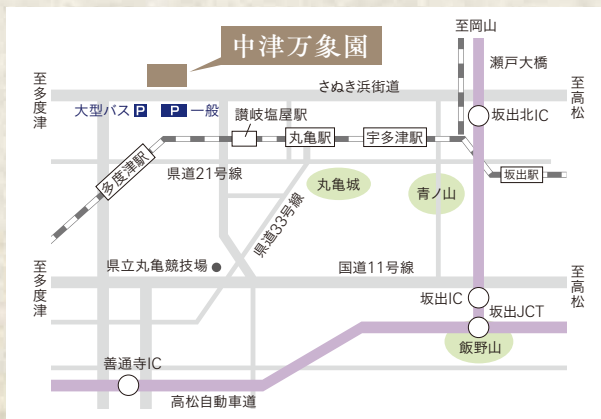 中津万象園
至岡山
瀬戸大橋
至多度津
さぬき浜街道
至高松
大型バス P
P 一般
讃岐塩屋駅
坂出北IC
丸亀駅
宇多津駅
多度津駅
県道21号線
坂出駅
丸亀城
青ノ山
県道33号線
県立丸亀競技場
国道11号線
至多度津
至高松
坂出IC
坂出JCT
飯野山
善通寺IC
高松自動車道